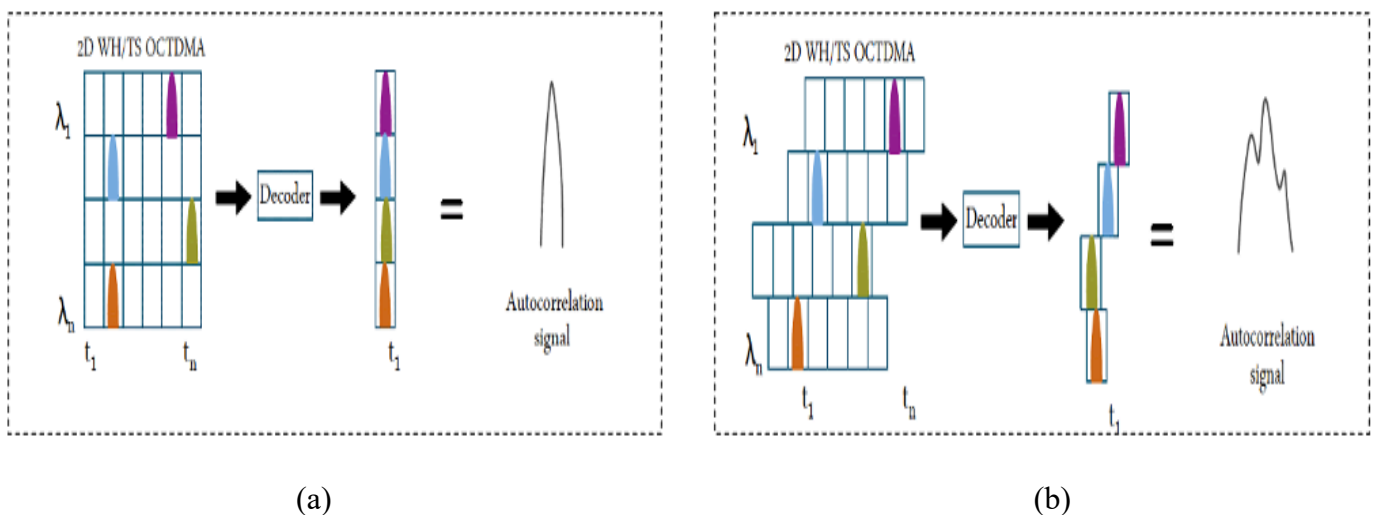 2D WH/TS OCTDMA
λ1
Decoder
=
λn
t1
tn
t1
Autocorrelation
signal
(a)
2D WH/TS OCTDMA
λ1
Decoder
=
λn
t1
tn
t1
Autocorrelation
signal
(b)